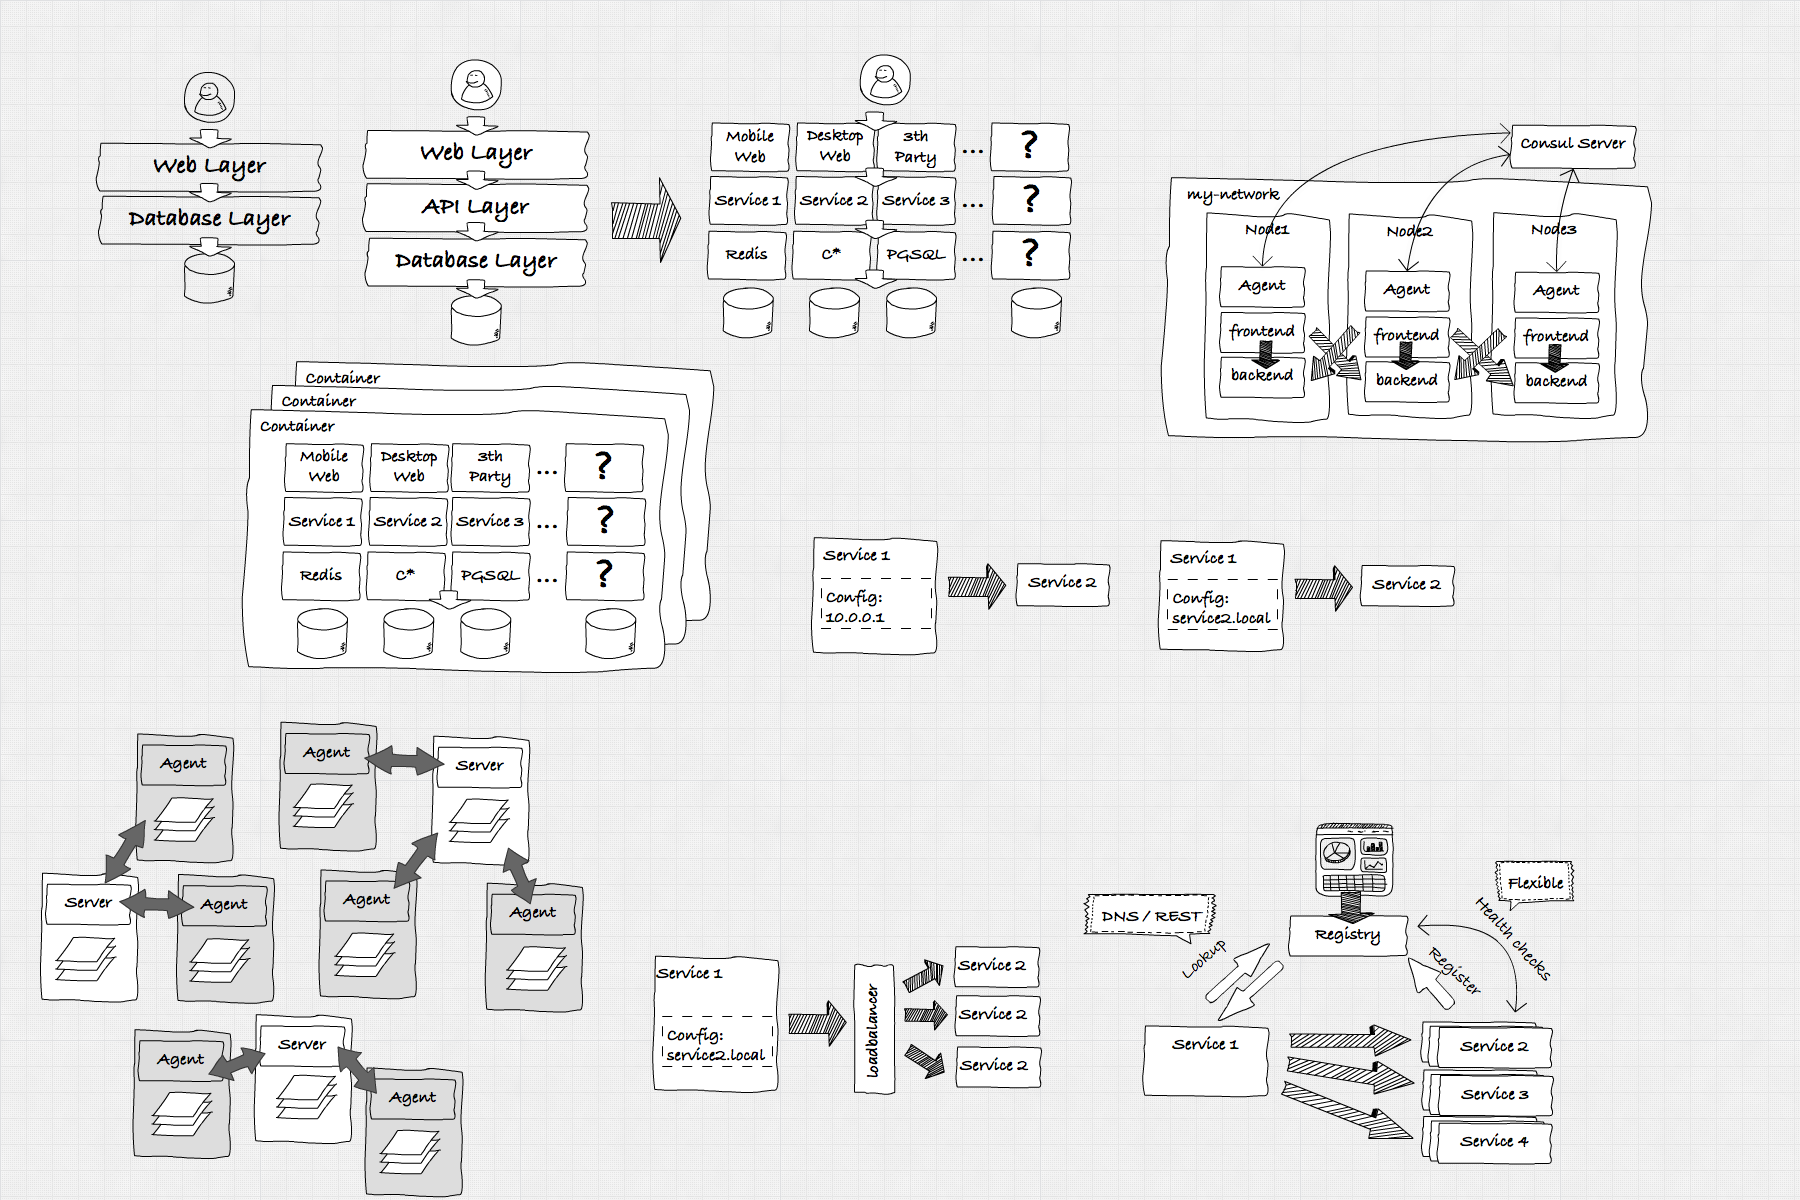 Web Layer
Database Layer
Web Layer
API Layer
Database Layer
Mobile
Web
Desktop
Web
3th
Party
...
?
Service 1
Service 2
Service 3
...
?
Redis
C*
PGSQL
...
?
Consul Server
my-network
Node1
Node2
Node3
Agent
Agent
Agent
frontend
frontend
frontend
backend
backend
backend
Container
Container
Container
Mobile
Web
Desktop
Web
3th
Party
...
?
Service 1
Service 2
Service 3
...
?
Redis
C*
PGSQL
...
?
Service 1
Config:
10.0.0.1
Service 2
Service 1
Config:
service2.local
Service 2
Agent
Agent
Server
Server
Agent
Agent
Agent
Agent
Server
Agent
Service 1
Config:
service2.local
loadbalancer
Service 2
Service 2
Service 2
DNS / REST
Flexible
Registry
Lookup
Register
Health checks
Service 1
Service 2
Service 3
Service 4